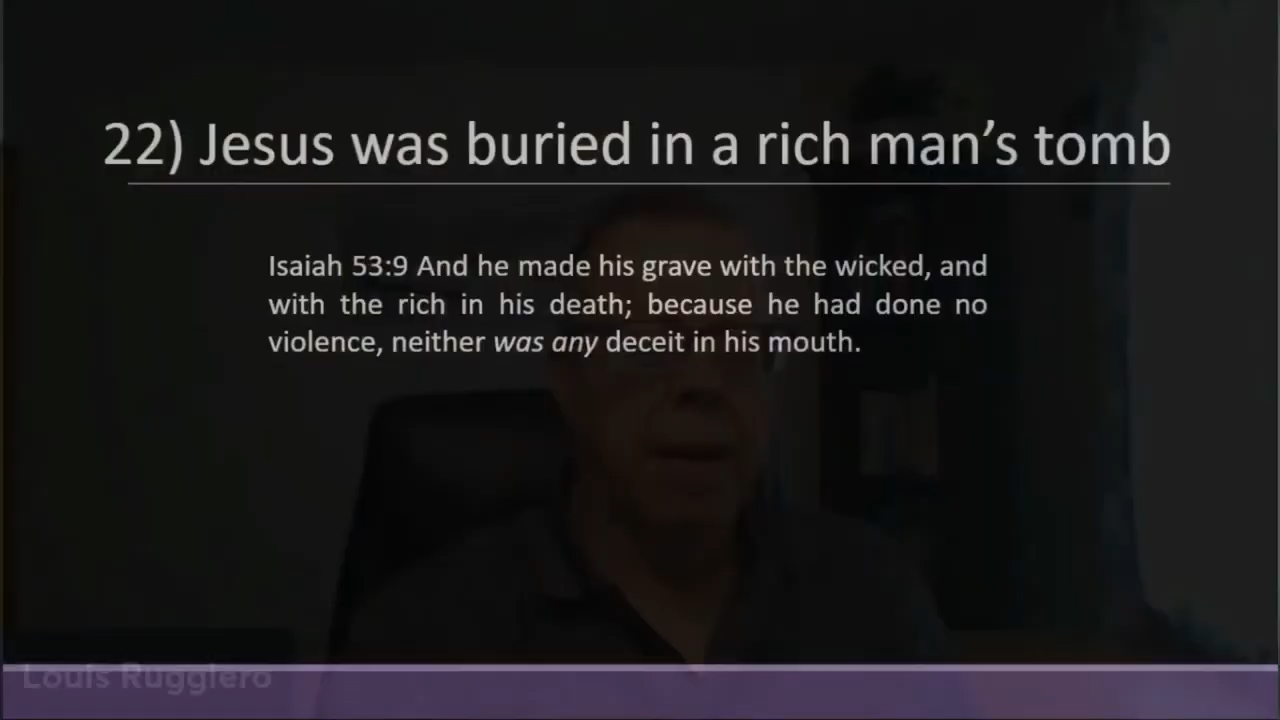 22) Jesus was buried in a rich man’s tomb
Isaiah 53:9 And he made his grave with the wicked, and
with the rich in his death; because he had done no
violence, neither was any deceit in his mouth.
Louis Ruggiero